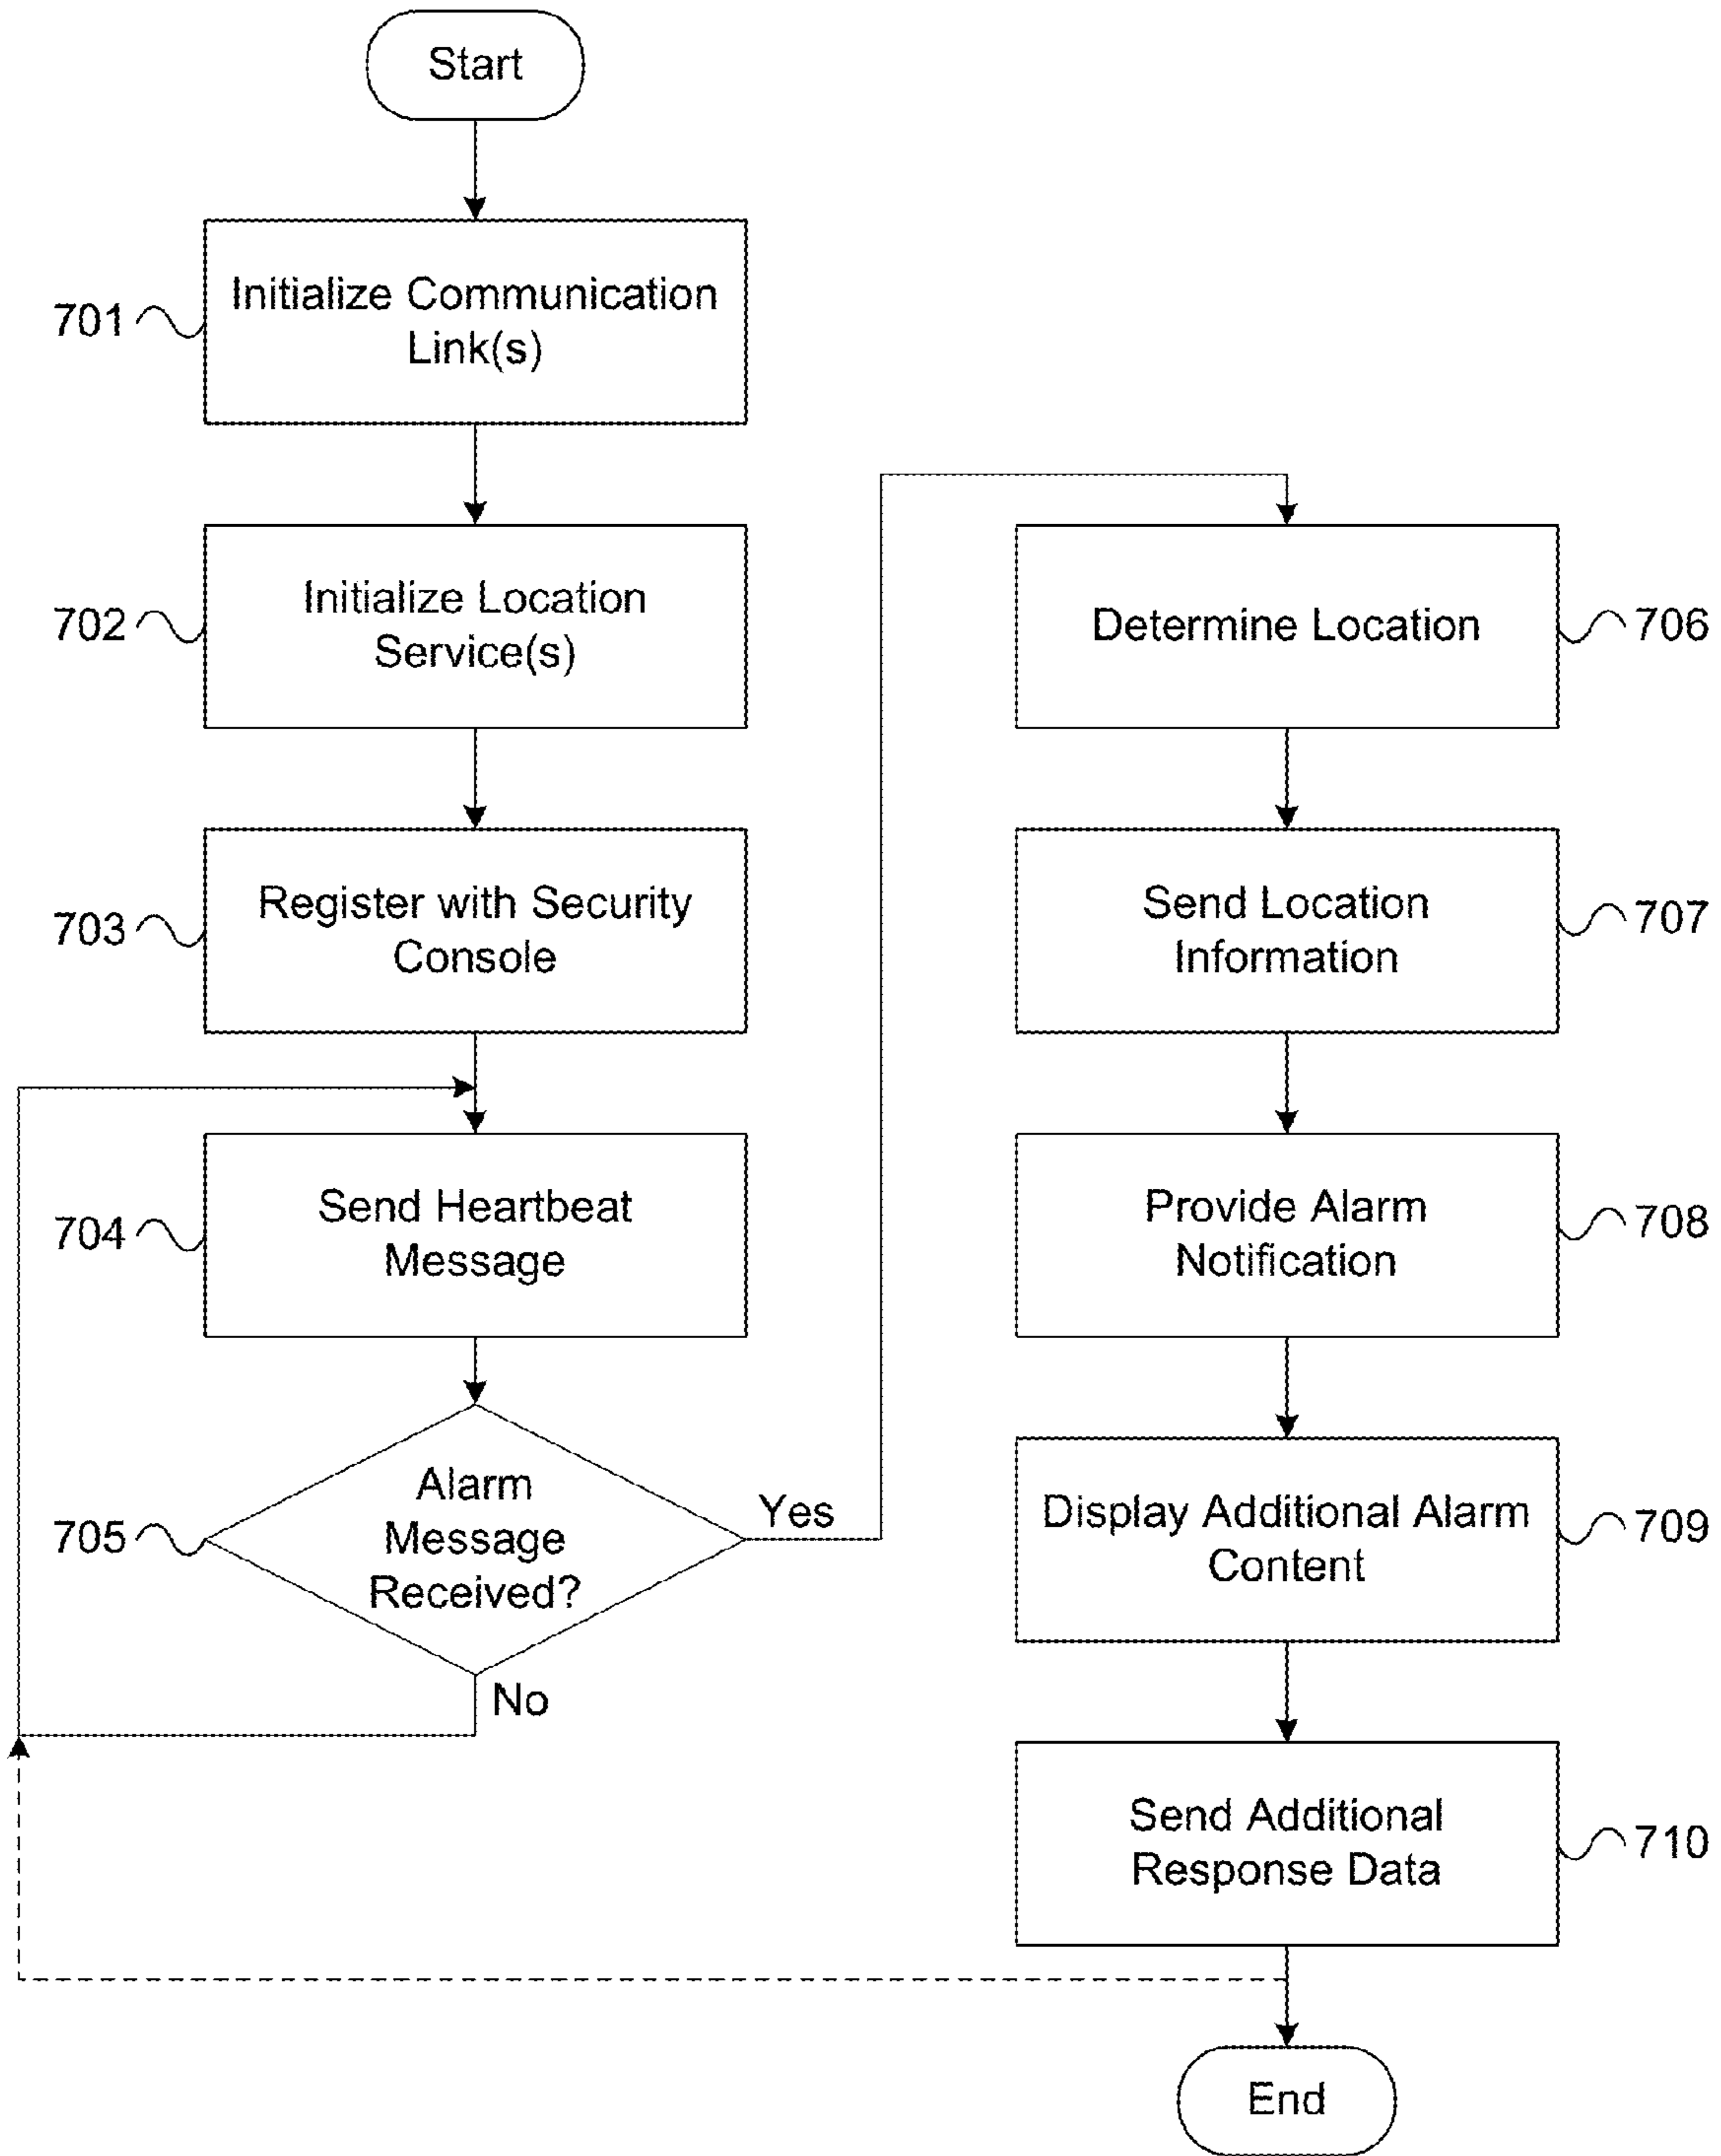 Start
701
Initialize Communication
Link(s)
702
Initialize Location
Service(s)
703
Register with Security
Console
704
Send Heartbeat
Message
705
Alarm
Message
Received?
Yes
No
Determine Location
706
Send Location
Information
707
Provide Alarm
Notification
708
Display Additional Alarm
Content
709
Send Additional
Response Data
710
End